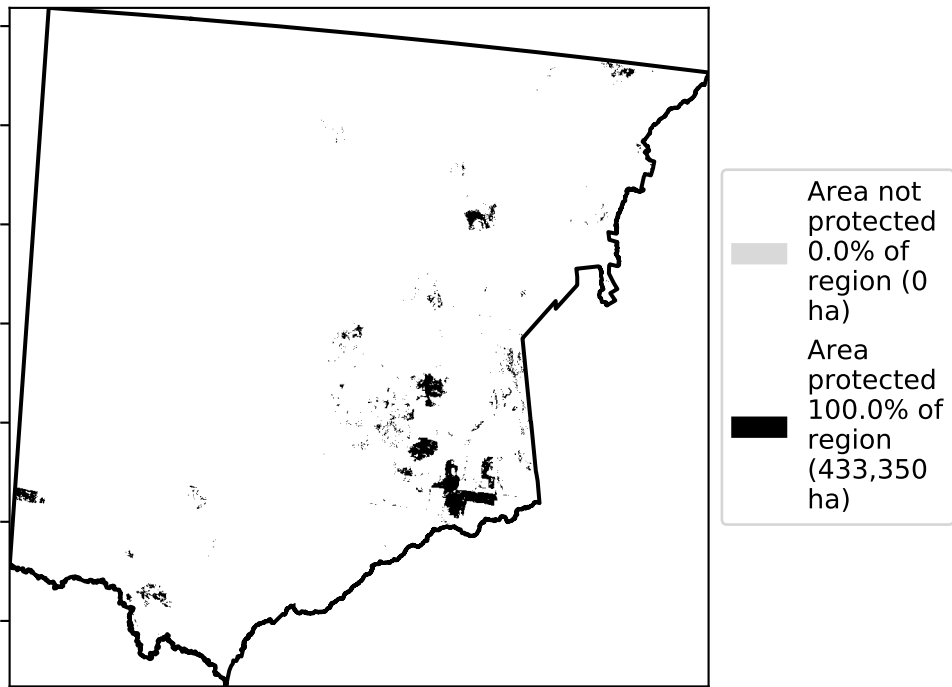 Area not
protected
0.0% of
region (0
ha)
Area
protected
100.0% of
region
(433,350
ha)